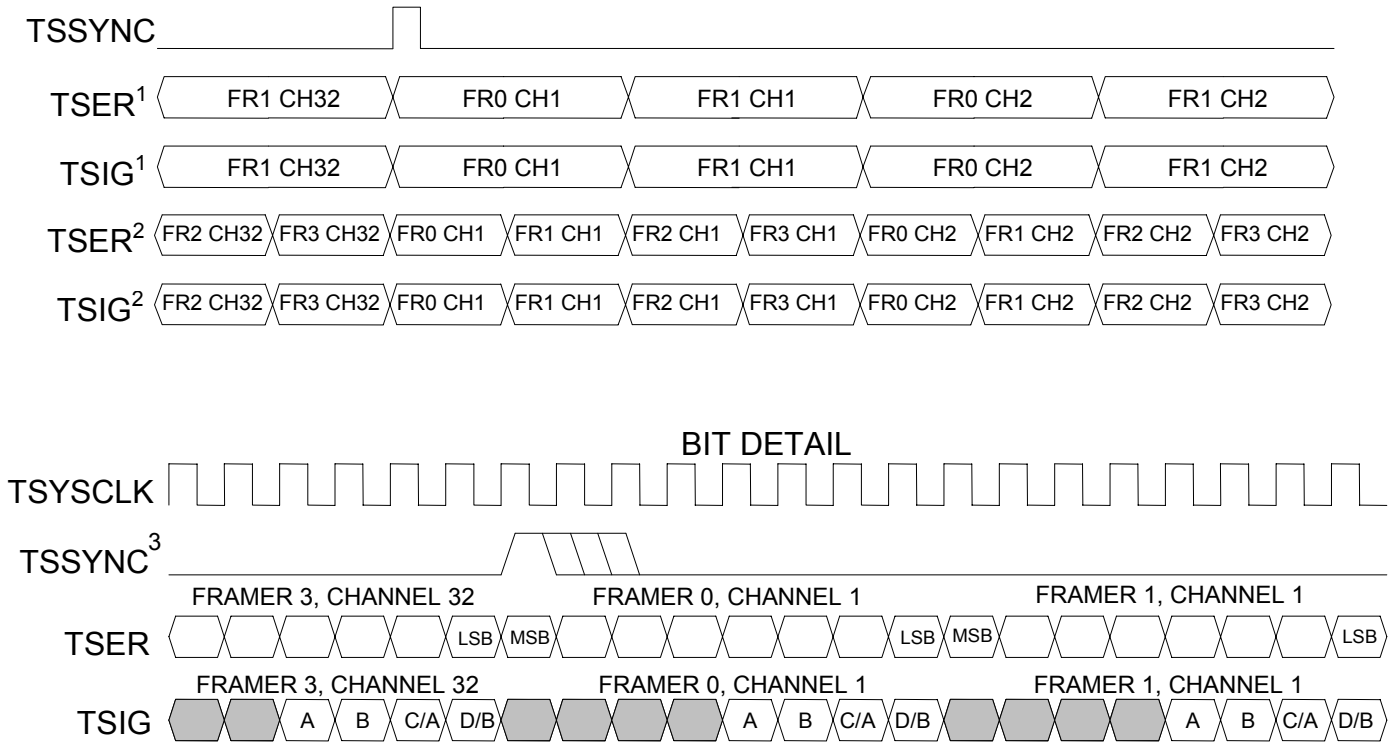 TSSYNC
TSER¹ FR1 CH32 FR0 CH1 FR1 CH1 FR0 CH2 FR1 CH2
TSIG¹ FR1 CH32 FR0 CH1 FR1 CH1 FR0 CH2 FR1 CH2
TSER² FR2 CH32 FR3 CH32 FR0 CH1 FR1 CH1 FR2 CH1 FR3 CH1 FR0 CH2 FR1 CH2 FR2 CH2 FR3 CH2
TSIG² FR2 CH32 FR3 CH32 FR0 CH1 FR1 CH1 FR2 CH1 FR3 CH1 FR0 CH2 FR1 CH2 FR2 CH2 FR3 CH2
BIT DETAIL
TSYSCLK
TSSYNC³
FRAMER 3, CHANNEL 32 FRAMER 0, CHANNEL 1 FRAMER 1, CHANNEL 1
TSER LSB MSB LSB MSB LSB
FRAMER 3, CHANNEL 32 FRAMER 0, CHANNEL 1 FRAMER 1, CHANNEL 1
TSIG A B C/A D/B A B C/A D/B A B C/A D/B